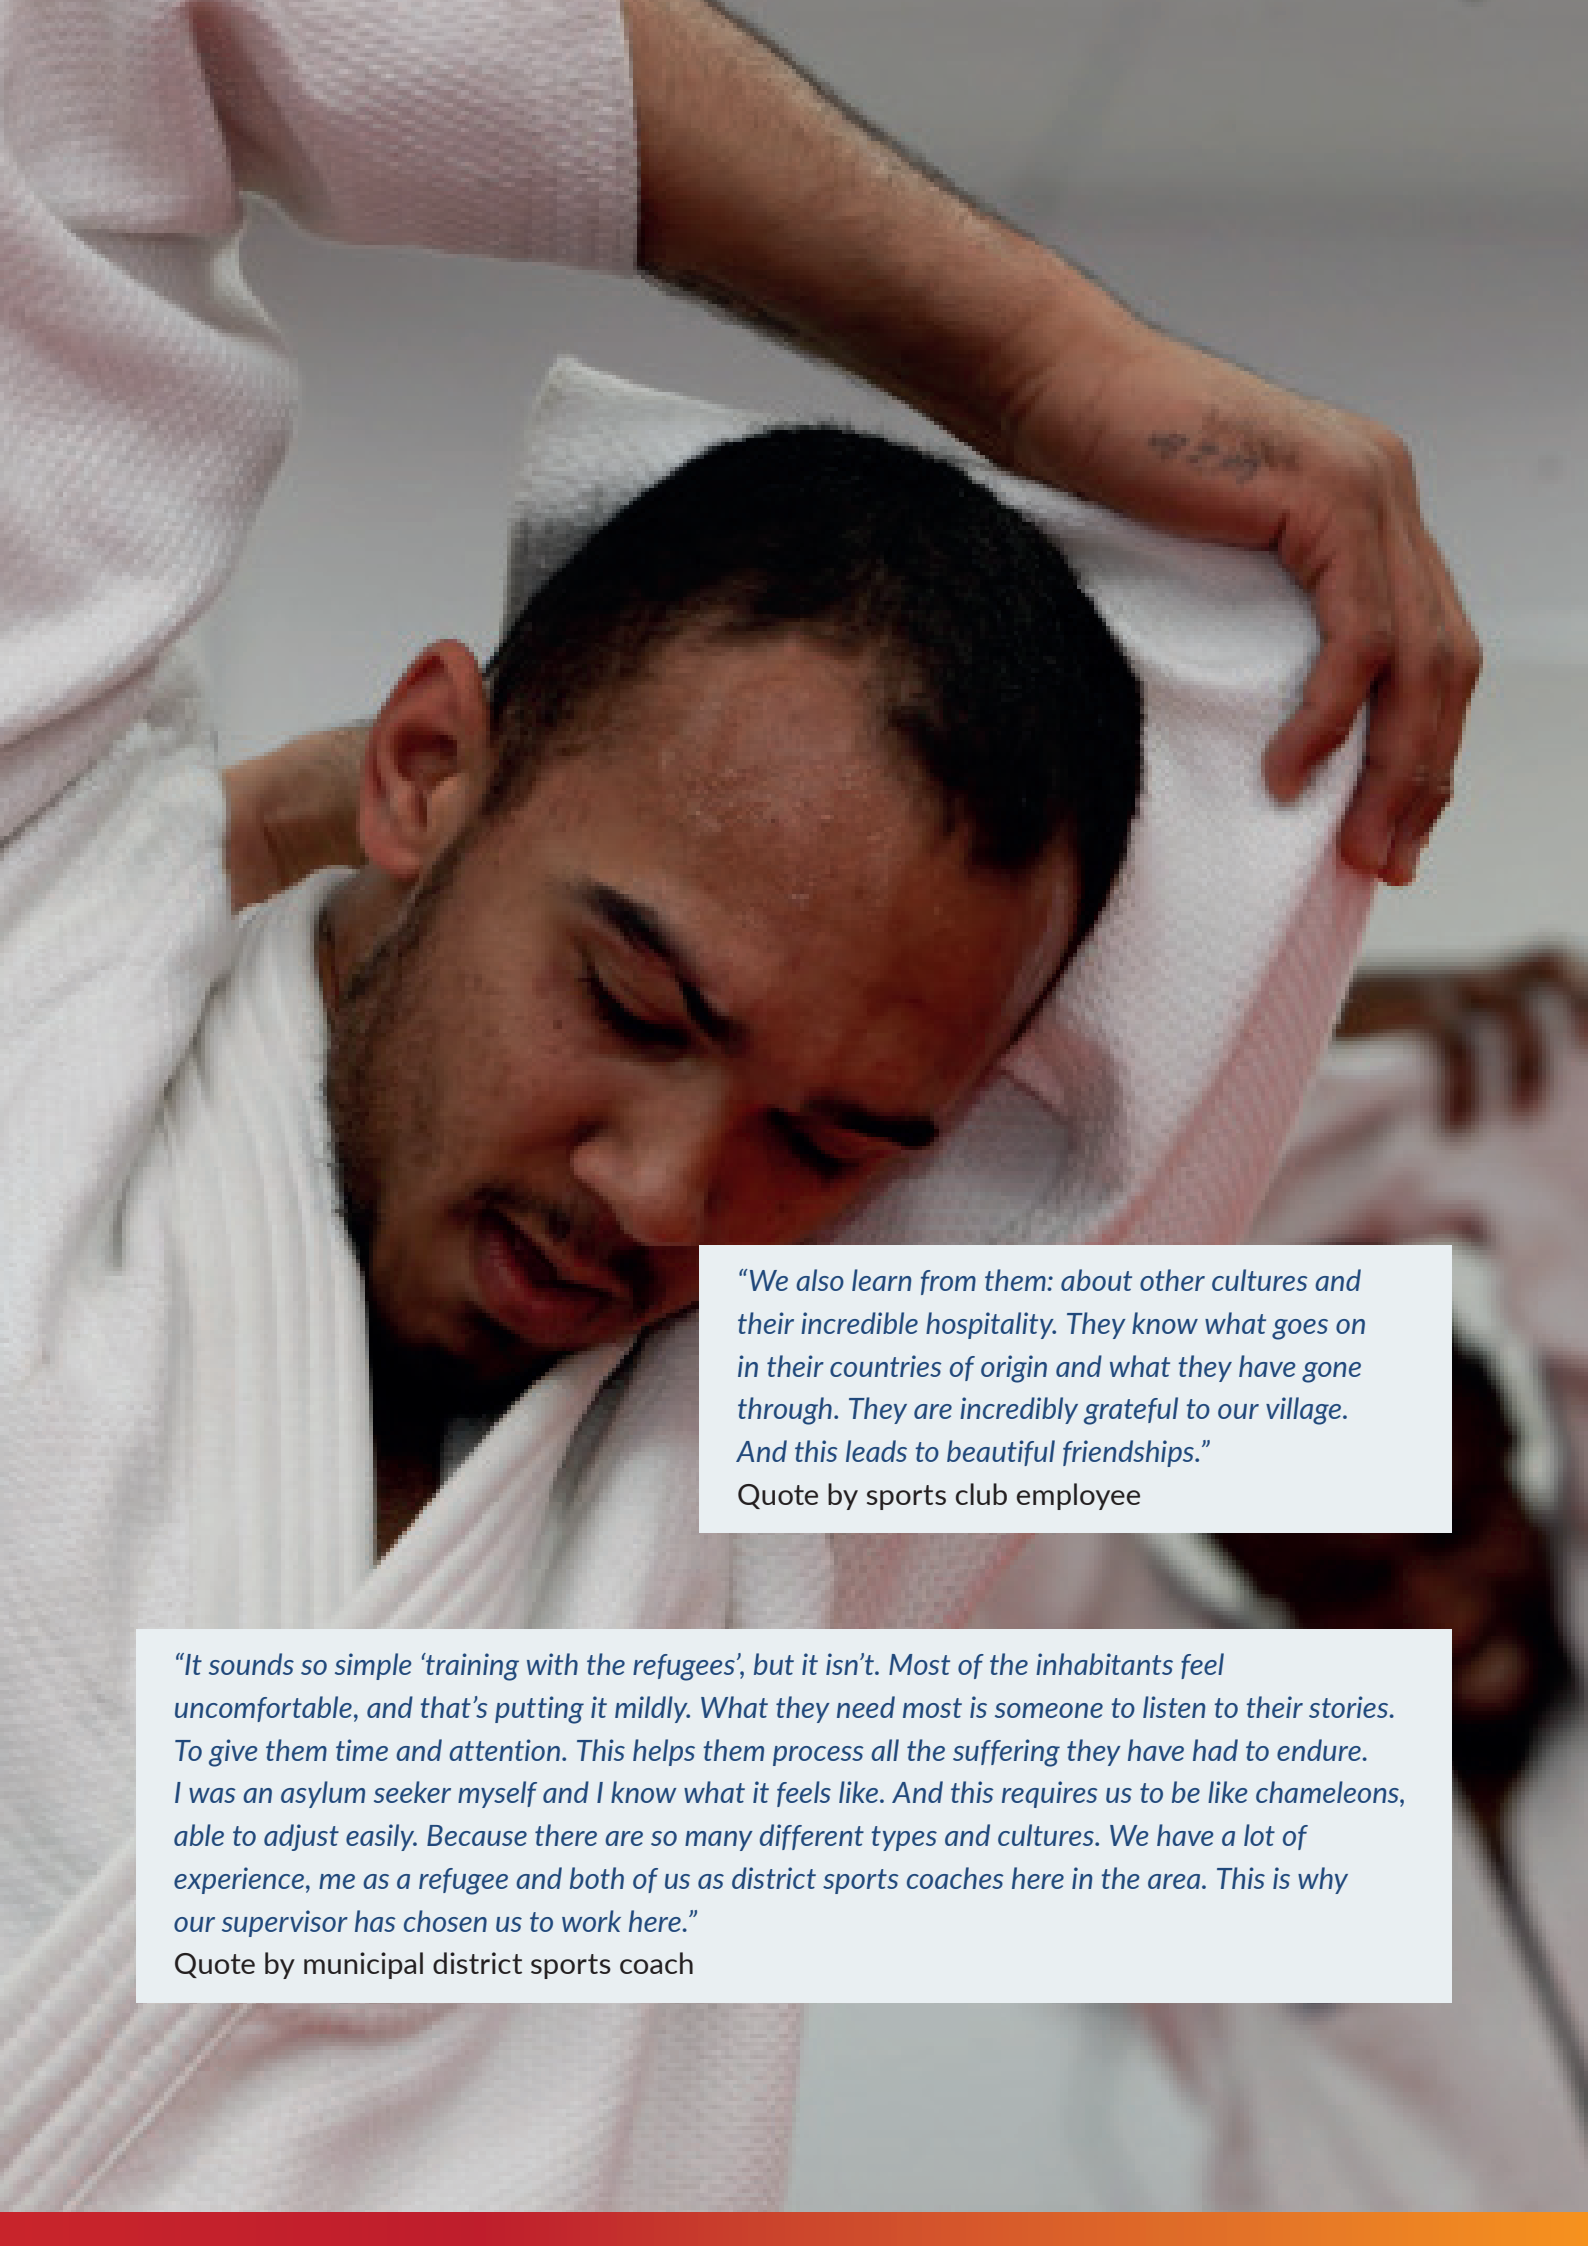 “We also learn from them: about other cultures and
their incredible hospitality. They know what goes on
in their countries of origin and what they have gone
through. They are incredibly grateful to our village.
And this leads to beautiful friendships.”
Quote by sports club employee
“It sounds so simple ‘training with the refugees’, but it isn’t. Most of the inhabitants feel
uncomfortable, and that’s putting it mildly. What they need most is someone to listen to their stories.
To give them time and attention. This helps them process all the suffering they have had to endure.
I was an asylum seeker myself and I know what it feels like. And this requires us to be like chameleons,
able to adjust easily. Because there are so many different types and cultures. We have a lot of
experience, me as a refugee and both of us as district sports coaches here in the area. This is why
our supervisor has chosen us to work here.”
Quote by municipal district sports coach